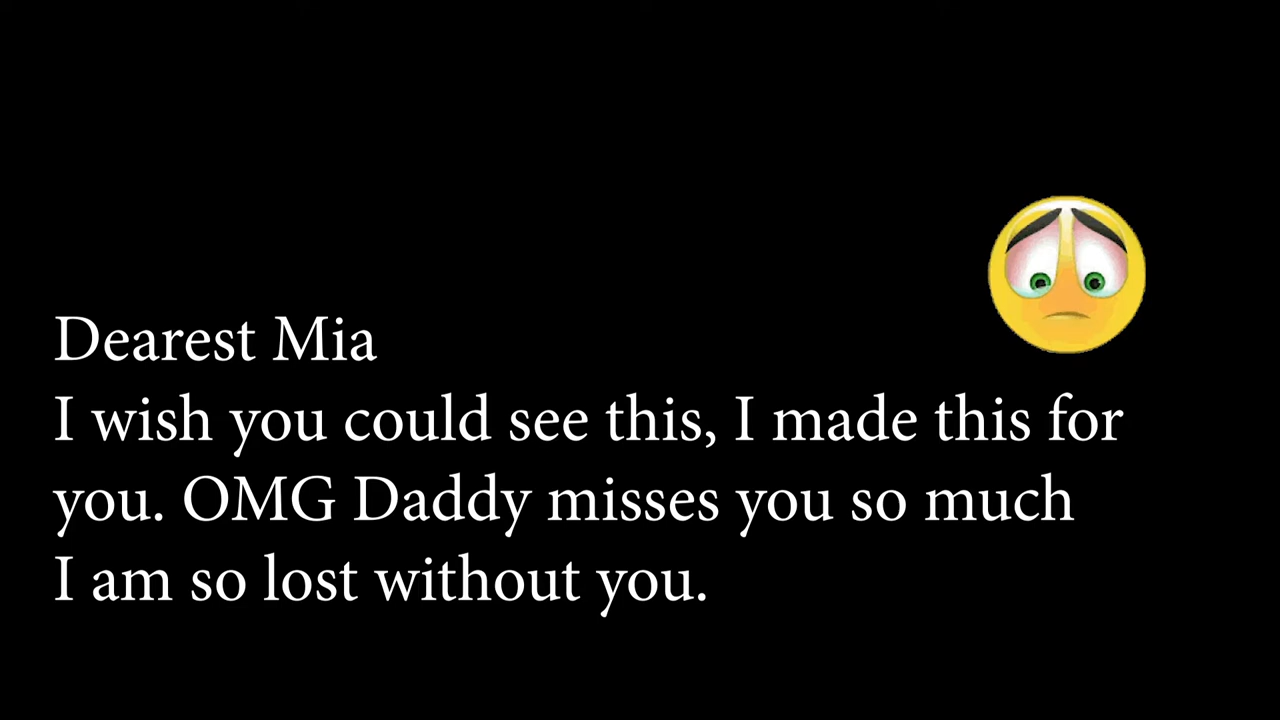 Dearest Mia
I wish you could see this, I made this for
you. OMG Daddy misses you so much
I am so lost without you.